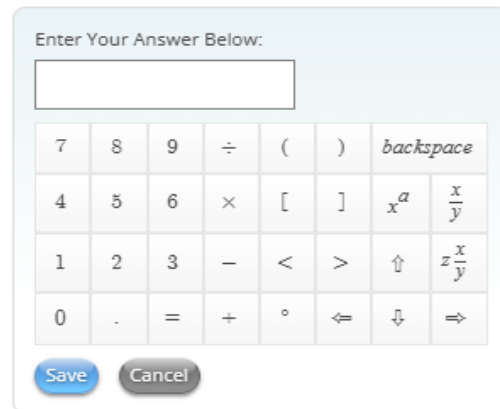 Enter Your Answer Below:
7 8 9 ÷ ( ) backspace
4 5 6 × [ ] x^a x/y
1 2 3 − < > ⇧ z x/y
0 . = + ° ⇦ ⇩ ⇨
Save Cancel